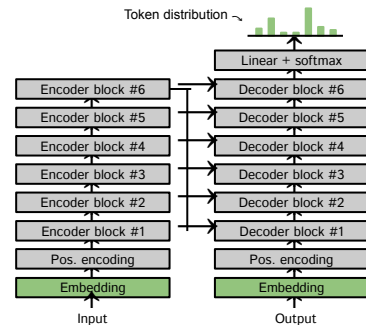 Token distribution
Linear + softmax
Encoder block #6
Decoder block #6
Encoder block #5
Decoder block #5
Encoder block #4
Decoder block #4
Encoder block #3
Decoder block #3
Encoder block #2
Decoder block #2
Encoder block #1
Decoder block #1
Pos. encoding
Pos. encoding
Embedding
Embedding
Input
Output